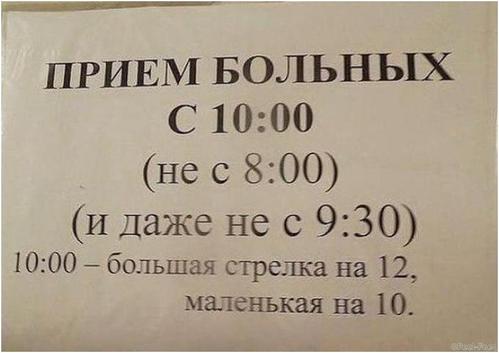 ПРИЕМ БОЛЬНЫХ
С 10:00
(не с 8:00)
(и даже не с 9:30)
10:00 – большая стрелка на 12,
маленькая на 10.